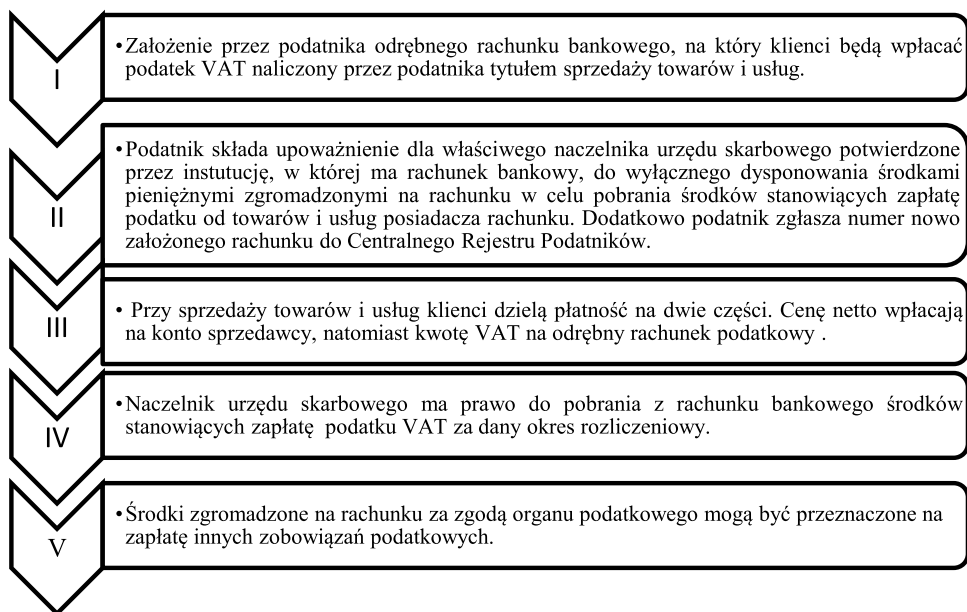 I
•Założenie przez podatnika odrębnego rachunku bankowego, na który klienci będą wpłacać
podatek VAT naliczony przez podatnika tytułem sprzedaży towarów i usług.
II
•Podatnik składa upoważnienie dla właściwego naczelnika urzędu skarbowego potwierdzone
przez instutucję, w której ma rachunek bankowy, do wyłącznego dysponowania środkami
pieniężnymi zgromadzonymi na rachunku w celu pobrania środków stanowiących zapłatę
podatku od towarów i usług posiadacza rachunku. Dodatkowo podatnik zgłasza numer nowo
założonego rachunku do Centralnego Rejestru Podatników.
III
• Przy sprzedaży towarów i usług klienci dzielą płatność na dwie części. Cenę netto wpłacają
na konto sprzedawcy, natomiast kwotę VAT na odrębny rachunek podatkowy .
IV
•Naczelnik urzędu skarbowego ma prawo do pobrania z rachunku bankowego środków
stanowiących zapłatę podatku VAT za dany okres rozliczeniowy.
V
•Środki zgromadzone na rachunku za zgodą organu podatkowego mogą być przeznaczone na
zapłatę innych zobowiązań podatkowych.